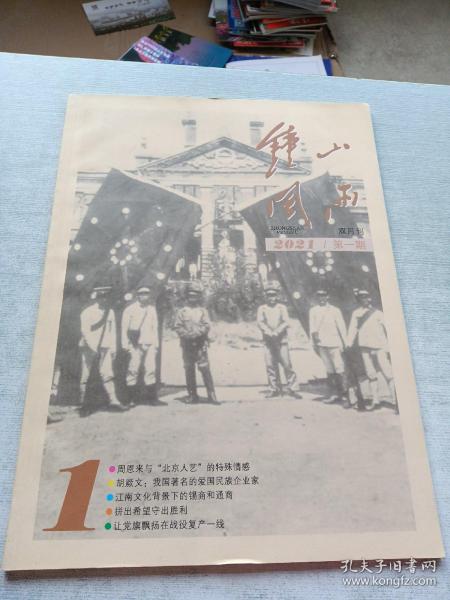 鍾山
风雨
ZHONGSHAN
FENGYU
双月刊
2021 / 第一期
1
周恩来与“北京人艺”的特殊情感
胡厥文：我国著名的爱国民族企业家
江南文化背景下的锡商和通商
拼出希望守出胜利
让党旗飘扬在战役复产一线
孔夫子旧书网
www.kongfz.com